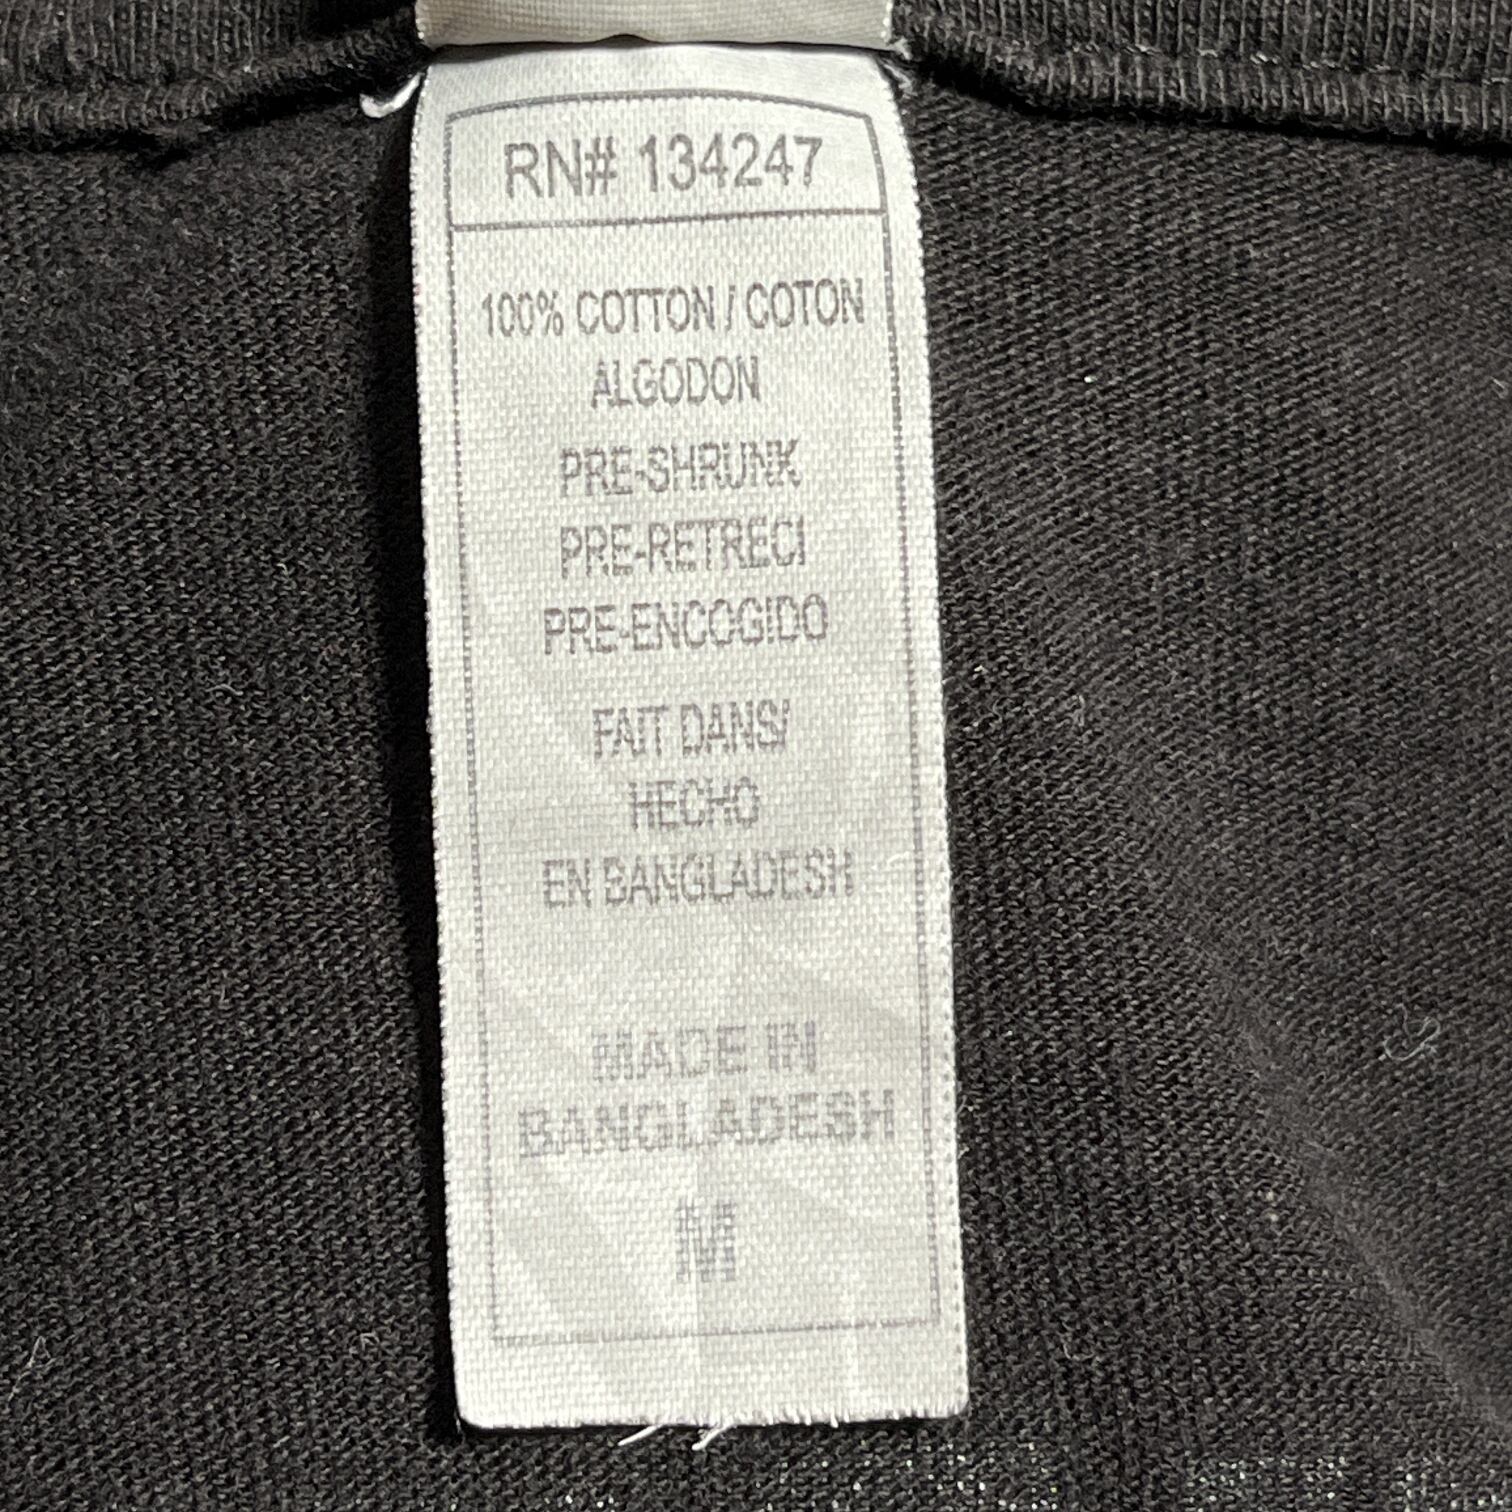 RN# 134247
100% COTTON / COTON
ALGODON
PRE-SHRUNK
PRE-RETRECI
PRE-ENCOGIDO
FAIT DANS/
HECHO
EN BANGLADESH
MADE IN
BANGLADESH
M